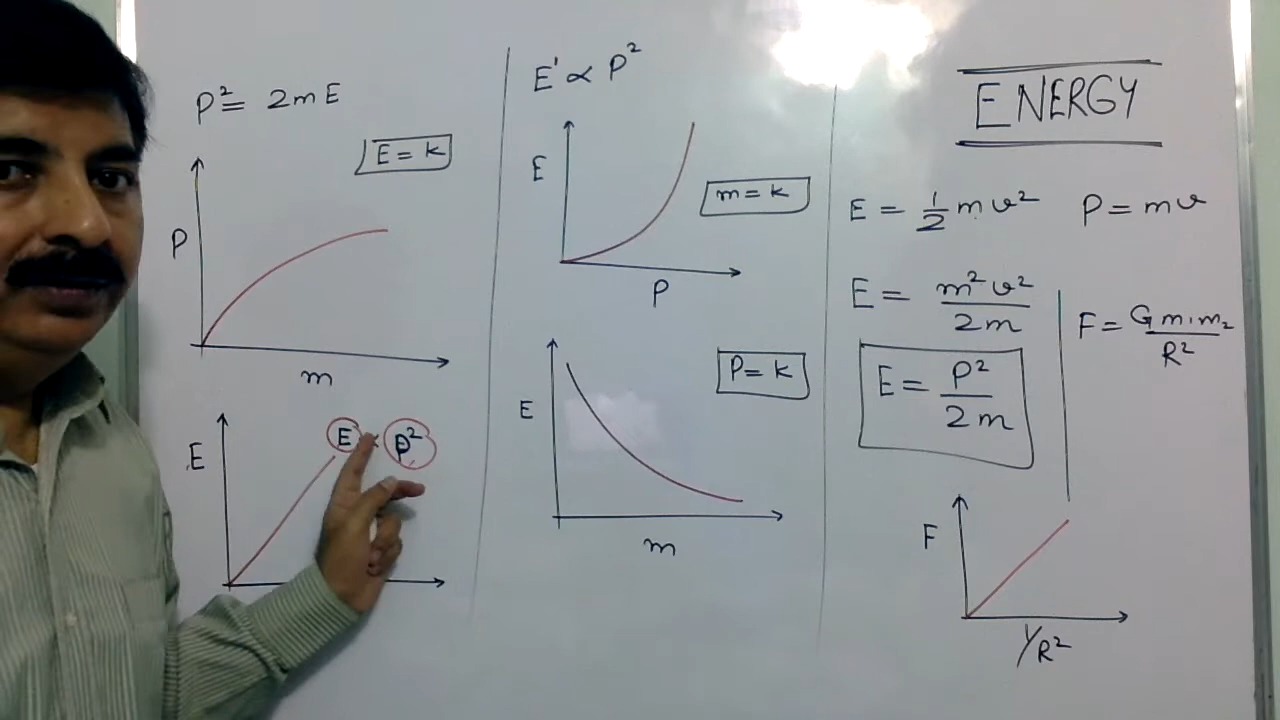 P² = 2mE
E = k
P
m
E
E ∝ P²
E' ∝ P²
E
m = k
P
P = k
E
m
ENERGY
E = 1/2 mv² P = mv
E = m²v²/2m
F = Gm₁m₂/R²
E = P²/2m
F
1/R²